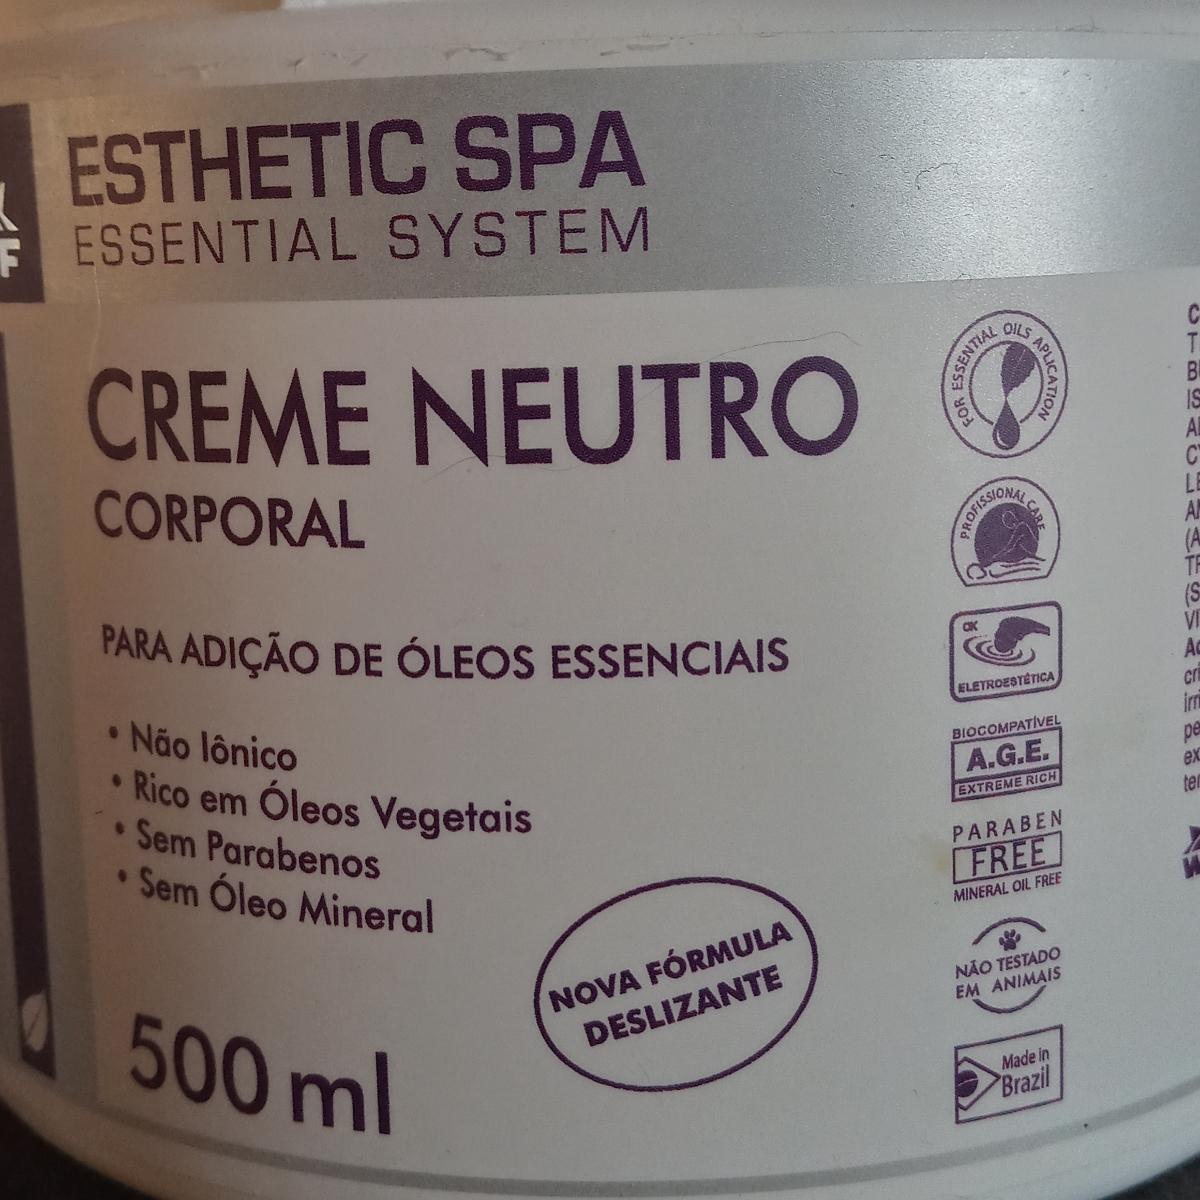 ESTHETIC SPA
ESSENTIAL SYSTEM
CREME NEUTRO
CORPORAL
PARA ADIÇÃO DE ÓLEOS ESSENCIAIS
• Não Iônico
• Rico em Óleos Vegetais
• Sem Parabenos
• Sem Óleo Mineral
500 ml
NOVA FÓRMULA
DESLIZANTE
FOR ESSENTIAL OILS APLICATION
PROFISSIONAL CARE
OK
ELETROESTÉTICA
BIOCOMPATÍVEL
A.G.E.
EXTREME RICH
PARABEN
FREE
MINERAL OIL FREE
NÃO TESTADO
EM ANIMAIS
Made in
Brazil